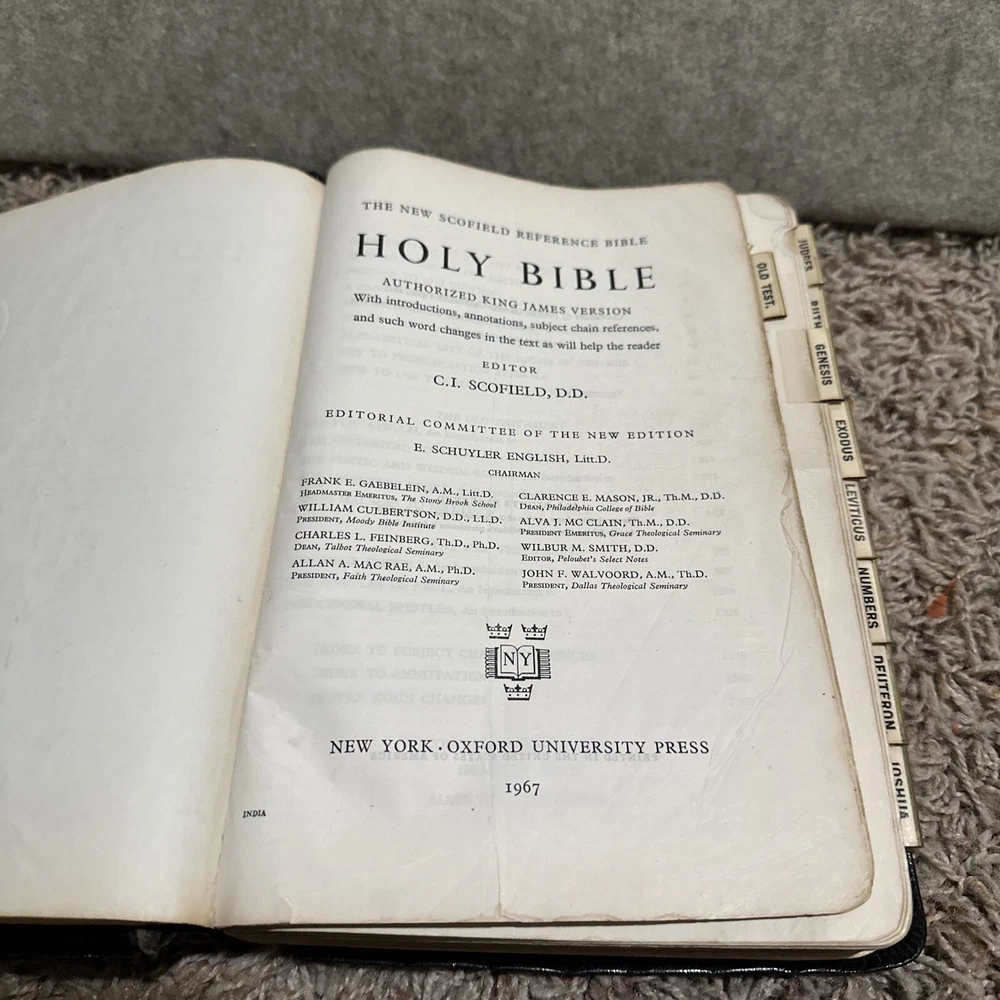 THE NEW SCOFIELD REFERENCE BIBLE
HOLY BIBLE
AUTHORIZED KING JAMES VERSION
With introductions, annotations, subject chain references,
and such word changes in the text as will help the reader
EDITOR
C.I. SCOFIELD, D.D.
EDITORIAL COMMITTEE OF THE NEW EDITION
E. SCHUYLER ENGLISH, Litt.D.
CHAIRMAN
FRANK E. GAEBELEIN, A.M., Litt.D.
HEADMASTER EMERITUS, The Stony Brook School
WILLIAM CULBERTSON, D.D., LL.D.
PRESIDENT, Moody Bible Institute
CHARLES L. FEINBERG, Th.D., Ph.D.
DEAN, Talbot Theological Seminary
ALLAN A. MAC RAE, A.M., Ph.D.
PRESIDENT, Faith Theological Seminary
CLARENCE E. MASON, JR., Th.M., D.D.
DEAN, Philadelphia College of Bible
ALVA J. MC CLAIN, Th.M., D.D.
PRESIDENT EMERITUS, Grace Theological Seminary
WILBUR M. SMITH, D.D.
EDITOR, Peloubet's Select Notes
JOHN F. WALVOORD, A.M., Th.D.
PRESIDENT, Dallas Theological Seminary
NY
NEW YORK · OXFORD UNIVERSITY PRESS
1967
INDIA
OLD TEST.
JUDGES
RUTH
GENESIS
EXODUS
LEVITICUS
NUMBERS
DEUTERON
JOSHUA